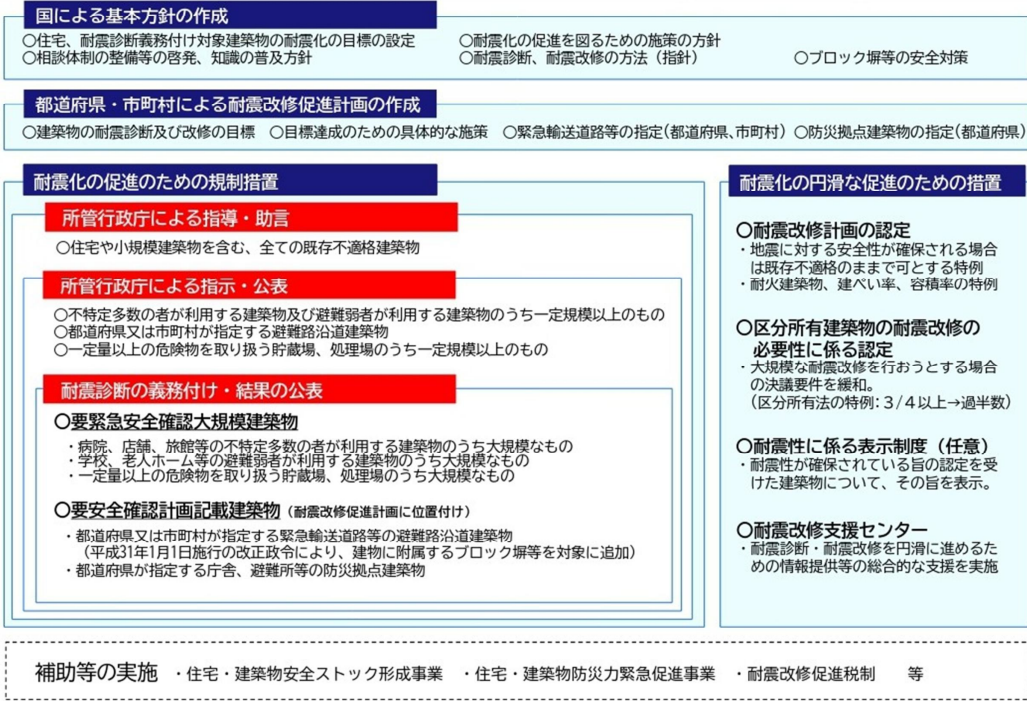 国による基本方針の作成
○住宅、耐震診断義務付け対象建築物の耐震化の目標の設定 ○耐震化の促進を図るための施策の方針
○相談体制の整備等の啓発、知識の普及方針 ○耐震診断、耐震改修の方法（指針） ○ブロック塀等の安全対策
都道府県・市町村による耐震改修促進計画の作成
○建築物の耐震診断及び改修の目標 ○目標達成のための具体的な施策 ○緊急輸送道路等の指定（都道府県、市町村） ○防災拠点建築物の指定（都道府県）
耐震化の促進のための規制措置
所管行政庁による指導・助言
○住宅や小規模建築物を含む、全ての既存不適格建築物
所管行政庁による指示・公表
○不特定多数の者が利用する建築物及び避難弱者が利用する建築物のうち一定規模以上のもの
○都道府県又は市町村が指定する避難路沿道建築物
○一定量以上の危険物を取り扱う貯蔵場、処理場のうち一定規模以上のもの
耐震診断の義務付け・結果の公表
○要緊急安全確認大規模建築物
・病院、店舗、旅館等の不特定多数の者が利用する建築物のうち大規模なもの
・学校、老人ホーム等の避難弱者が利用する建築物のうち大規模なもの
・一定量以上の危険物を取り扱う貯蔵場、処理場のうち大規模なもの
○要安全確認計画記載建築物（耐震改修促進計画に位置付け）
・都道府県又は市町村が指定する緊急輸送道路等の避難路沿道建築物
（平成31年1月1日施行の改正政令により、建物に附属するブロック塀等を対象に追加）
・都道府県が指定する庁舎、避難所等の防災拠点建築物
耐震化の円滑な促進のための措置
○耐震改修計画の認定
・地震に対する安全性が確保される場合
は既存不適格のままで可とする特例
・耐火建築物、建ぺい率、容積率の特例
○区分所有建築物の耐震改修の
必要性に係る認定
・大規模な耐震改修を行おうとする場合
の決議要件を緩和。
（区分所有法の特例：３/４以上→過半数）
○耐震性に係る表示制度（任意）
・耐震性が確保されている旨の認定を受
けた建築物について、その旨を表示。
○耐震改修支援センター
・耐震診断・耐震改修を円滑に進めるた
めの情報提供等の総合的な支援を実施
補助等の実施 ・住宅・建築物安全ストック形成事業 ・住宅・建築物防災力緊急促進事業 ・耐震改修促進税制 等